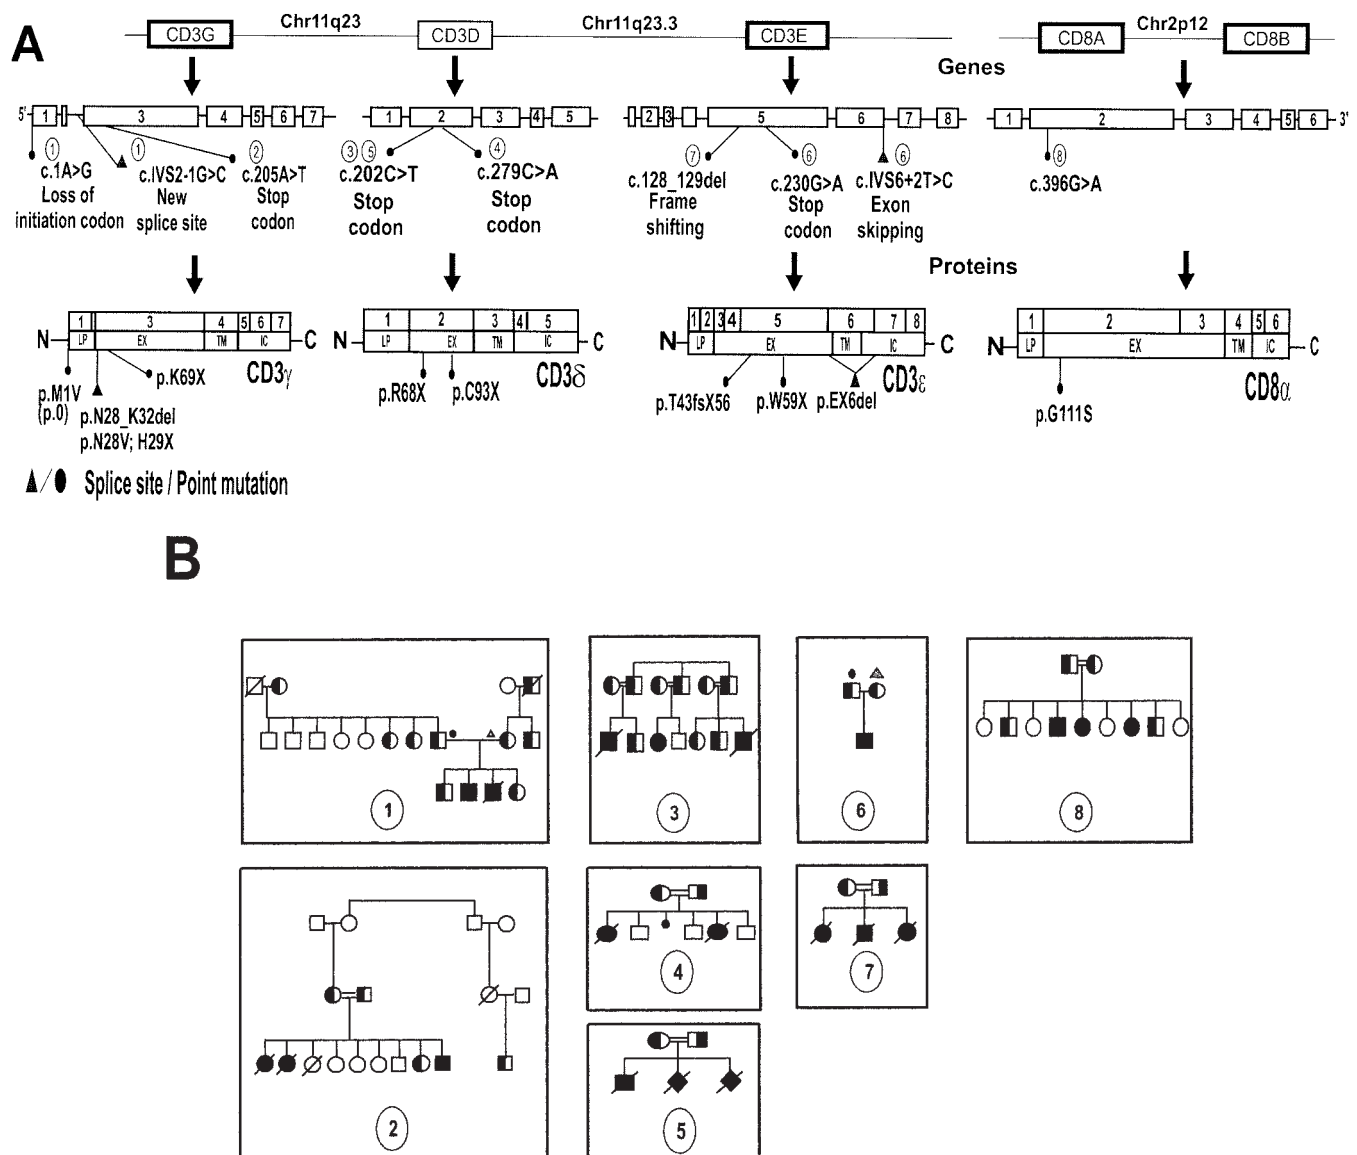 A
CD3G Chr11q23 CD3D Chr11q23.3 CD3E CD8A Chr2p12 CD8B
Genes
5' 1 3 4 5 6 7 1 2 3 4 5 2 3 5 6 7 8 1 2 3 4 5 6 3'
1 1 2 3 5 4 7 6 6 8
c.1A>G c.IVS2-1G>C c.205A>T c.202C>T c.279C>A c.128_129del c.230G>A c.IVS6+2T>C c.396G>A
Loss of New Stop Stop Stop Frame Stop Exon
initiation codon splice site codon codon codon shifting codon skipping
Proteins
1 3 4 5 6 7 1 2 3 4 5 1 2 3 4 5 6 7 8 1 2 3 4 5 6
N LP EX TM IC C LP EX TM IC C N LP EX TM IC C N LP EX TM IC C
CD3γ CD3δ CD3ε CD8α
p.M1V p.K69X p.R68X p.C93X p.T43fsX56 p.W59X p.EX6del p.G111S
(p.0) p.N28_K32del
p.N28V; H29X
/ Splice site / Point mutation
B
1 3 6 8
4 7
2 5